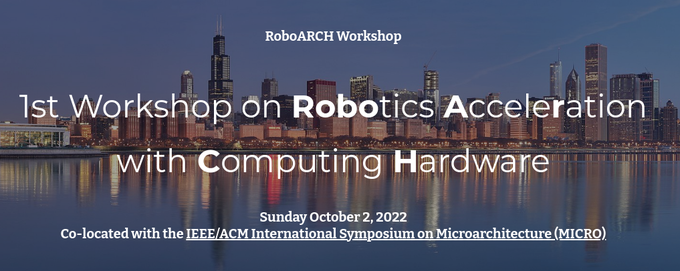 RoboARCH Workshop
1st Workshop on Robotics Acceleration
with Computing Hardware
Sunday October 2, 2022
Co-located with the IEEE/ACM International Symposium on Microarchitecture (MICRO)